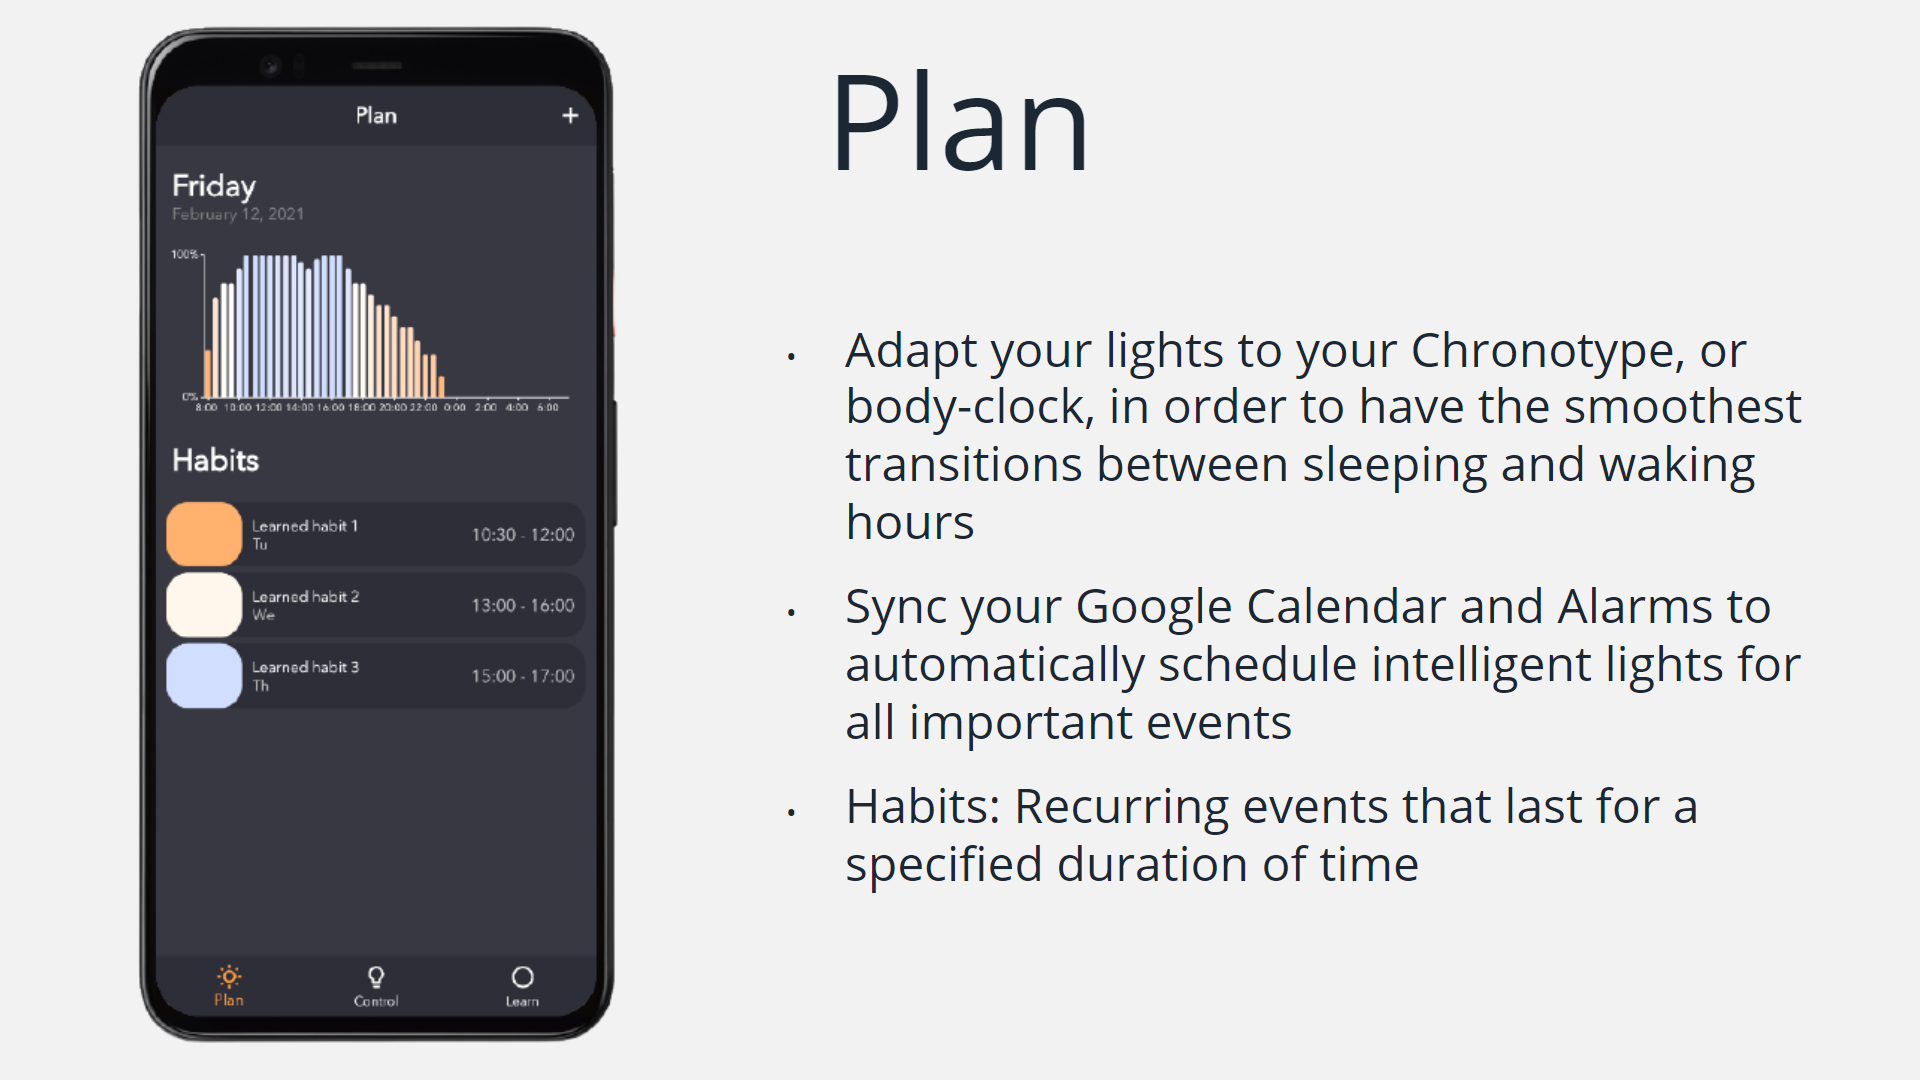 Plan
+
Friday
February 12, 2021
100%
0%
8:00 10:00 12:00 14:00 16:00 18:00 20:00 22:00 0:00 2:00 4:00 6:00
Habits
Learned habit 1
Tu
10:30 - 12:00
Learned habit 2
We
13:00 - 16:00
Learned habit 3
Th
15:00 - 17:00
Plan Control Learn
Plan
• Adapt your lights to your Chronotype, or
body-clock, in order to have the smoothest
transitions between sleeping and waking
hours
• Sync your Google Calendar and Alarms to
automatically schedule intelligent lights for
all important events
• Habits: Recurring events that last for a
specified duration of time